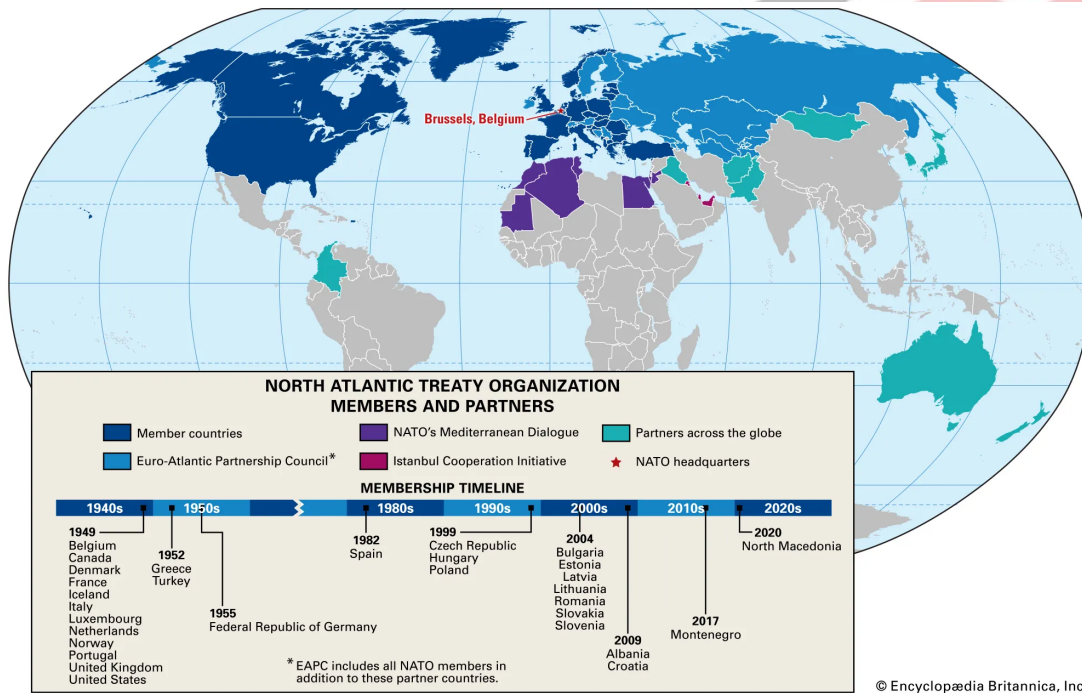 Brussels, Belgium
NORTH ATLANTIC TREATY ORGANIZATION
MEMBERS AND PARTNERS
Member countries
NATO's Mediterranean Dialogue
Partners across the globe
Euro-Atlantic Partnership Council*
Istanbul Cooperation Initiative
NATO headquarters
MEMBERSHIP TIMELINE
1940s
1950s
1980s
1990s
2000s
2010s
2020s
1949
Belgium
Canada
Denmark
France
Iceland
Italy
Luxembourg
Netherlands
Norway
Portugal
United Kingdom
United States
1952
Greece
Turkey
1955
Federal Republic of Germany
1982
Spain
1999
Czech Republic
Hungary
Poland
2004
Bulgaria
Estonia
Latvia
Lithuania
Romania
Slovakia
Slovenia
2009
Albania
Croatia
2017
Montenegro
2020
North Macedonia
* EAPC includes all NATO members in
addition to these partner countries.
© Encyclopædia Britannica, Inc